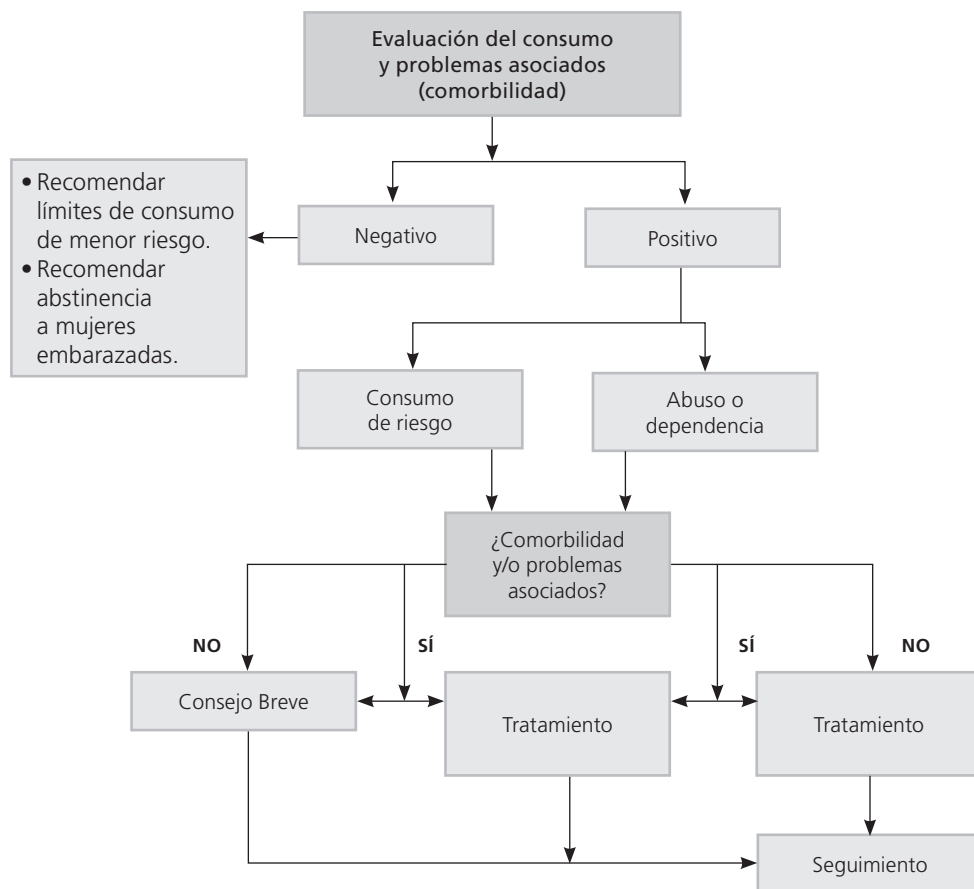 Evaluación del consumo
y problemas asociados
(comorbilidad)
• Recomendar
límites de consumo
de menor riesgo.
• Recomendar
abstinencia
a mujeres
embarazadas.
Negativo
Positivo
Consumo
de riesgo
Abuso o
dependencia
¿Comorbilidad
y/o problemas
asociados?
NO
SÍ
SÍ
NO
Consejo Breve
Tratamiento
Tratamiento
Seguimiento